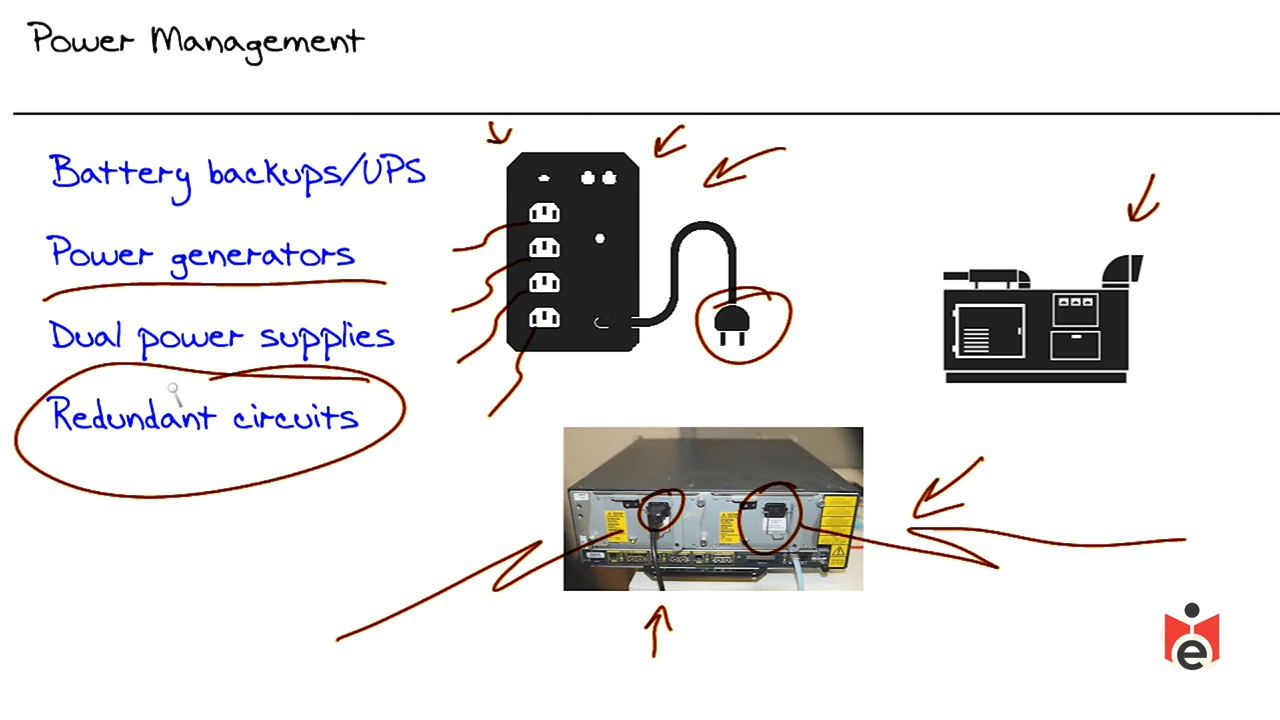 Power Management
Battery backups/UPS
Power generators
Dual power supplies
Redundant circuits
e